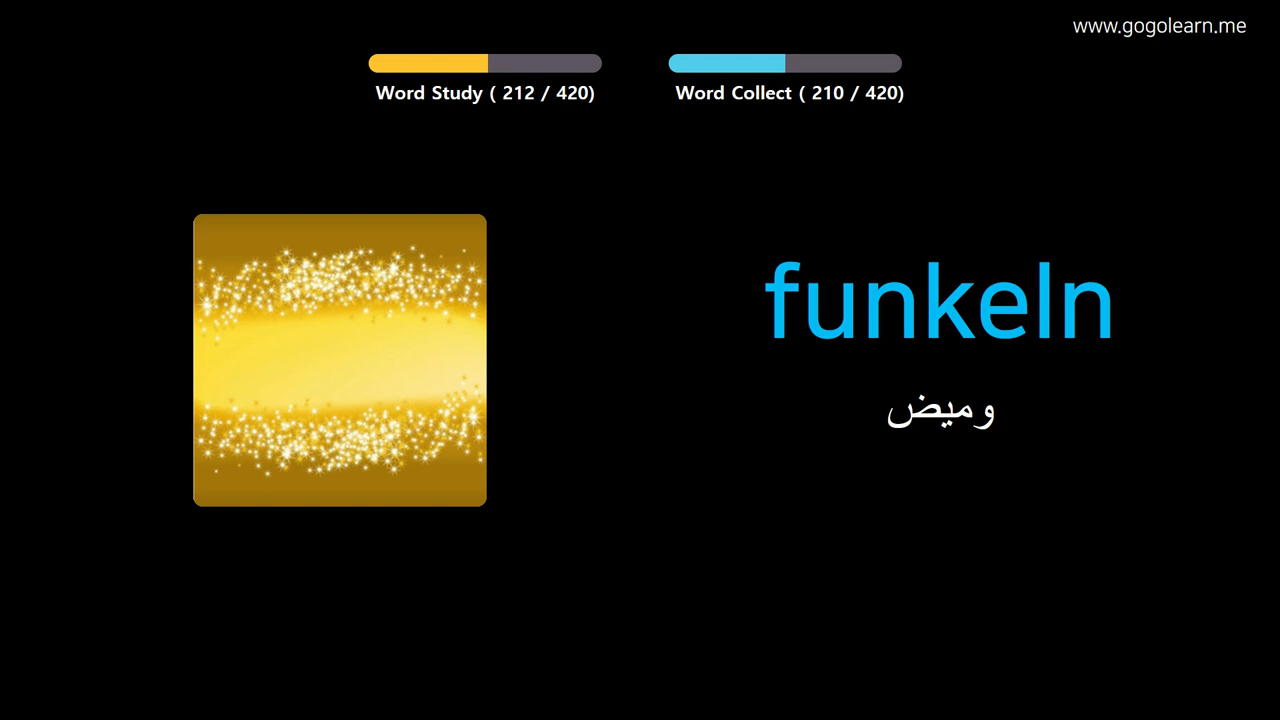 www.gogolearn.me
Word Study ( 212 / 420)
Word Collect ( 210 / 420)
funkeln
وميض